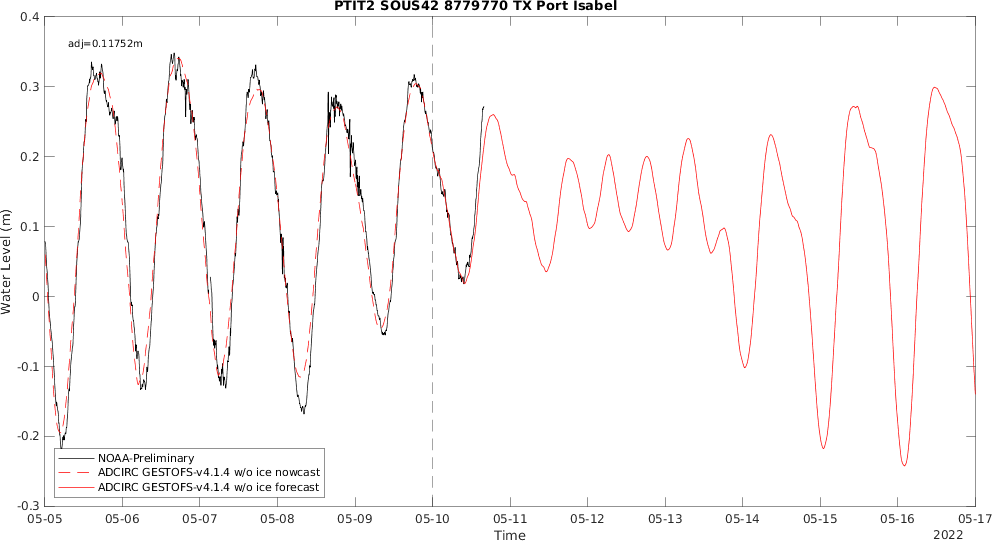 PTIT2 SOUS42 8779770 TX Port Isabel
0.4
adj=0.11752m
0.3
0.2
0.1
0
-0.1
-0.2
-0.3
Water Level (m)
NOAA-Preliminary
ADCIRC GESTOFS-v4.1.4 w/o ice nowcast
ADCIRC GESTOFS-v4.1.4 w/o ice forecast
05-05 05-06 05-07 05-08 05-09 05-10 05-11 05-12 05-13 05-14 05-15 05-16 05-17
Time
2022